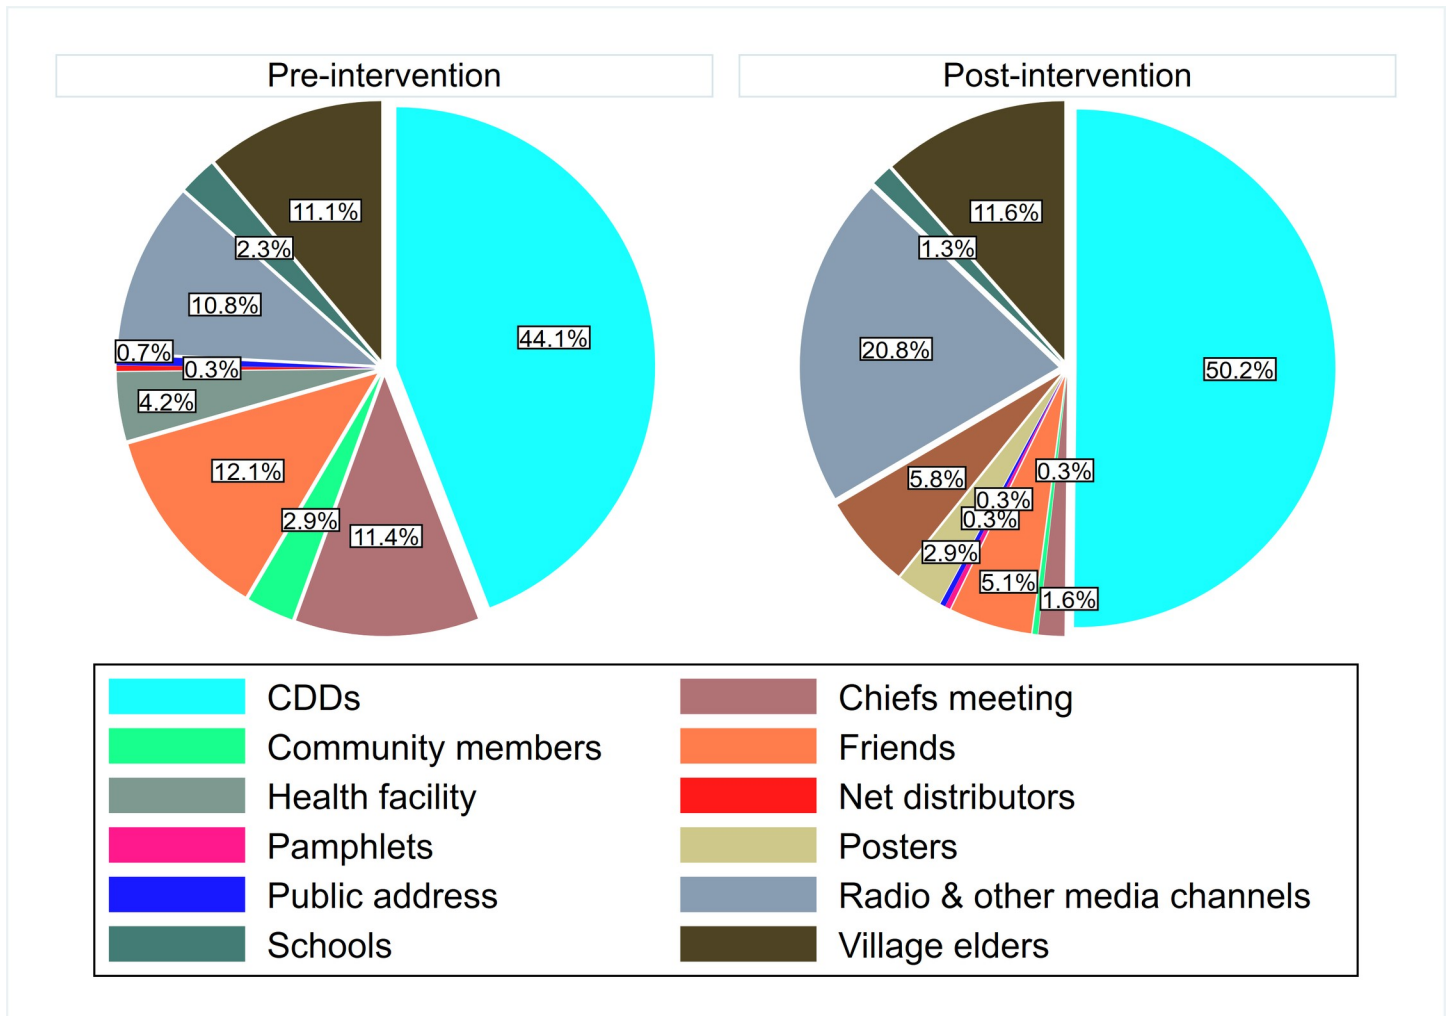 Pre-intervention
Post-intervention
11.1%
2.3%
10.8%
44.1%
0.7%
0.3%
4.2%
12.1%
2.9%
11.4%
11.6%
1.3%
20.8%
50.2%
5.8%
0.3%
0.3%
0.3%
2.9%
5.1%
1.6%
CDDs
Chiefs meeting
Community members
Friends
Health facility
Net distributors
Pamphlets
Posters
Public address
Radio & other media channels
Schools
Village elders